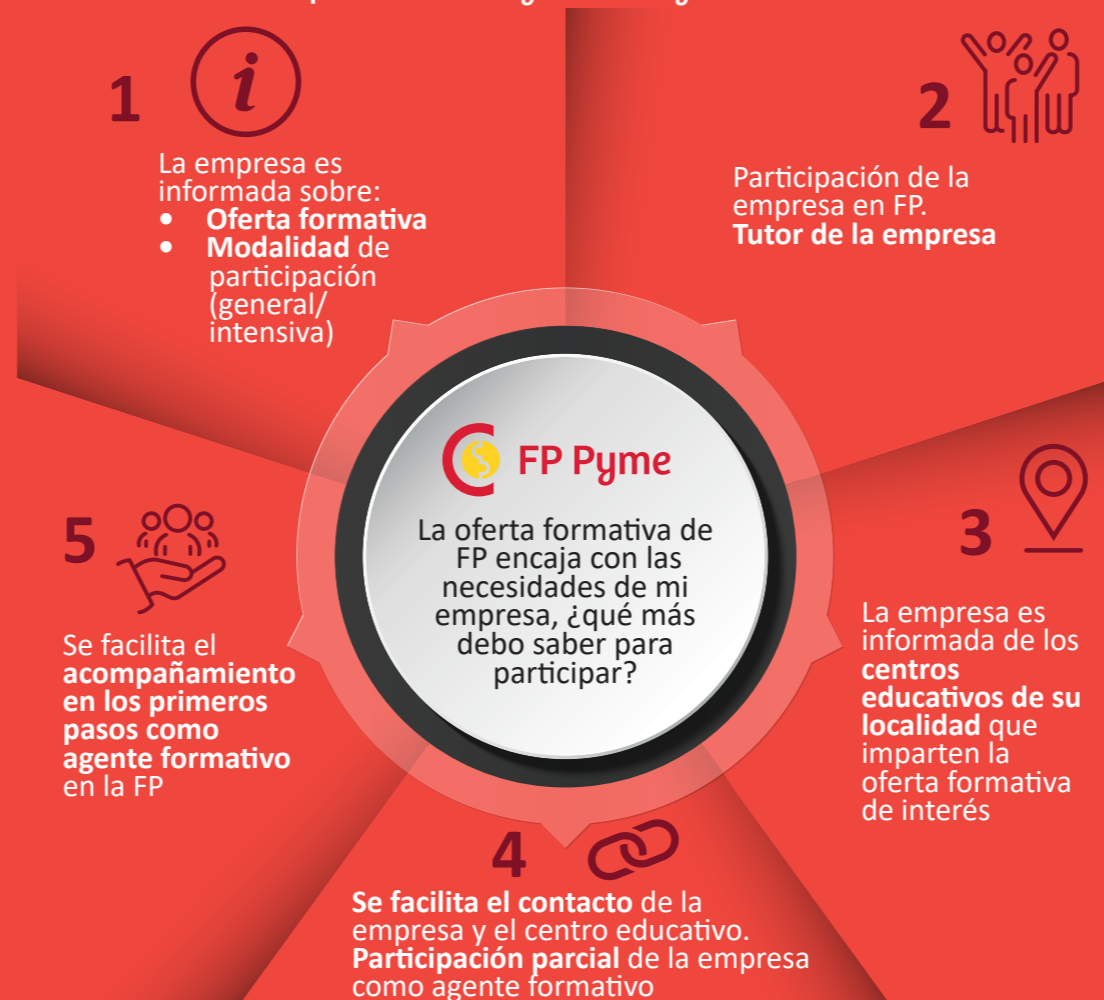 1
La empresa es
informada sobre:
• Oferta formativa
• Modalidad de
participación
(general/
intensiva)
2
Participación de la
empresa en FP.
Tutor de la empresa
FP Pyme
La oferta formativa de
FP encaja con las
necesidades de mi
empresa, ¿qué más
debo saber para
participar?
3
La empresa es
informada de los
centros
educativos de su
localidad que
imparten la
oferta formativa
de interés
4
Se facilita el contacto de la
empresa y el centro educativo.
Participación parcial de la empresa
como agente formativo
5
Se facilita el
acompañamiento
en los primeros
pasos como
agente formativo
en la FP